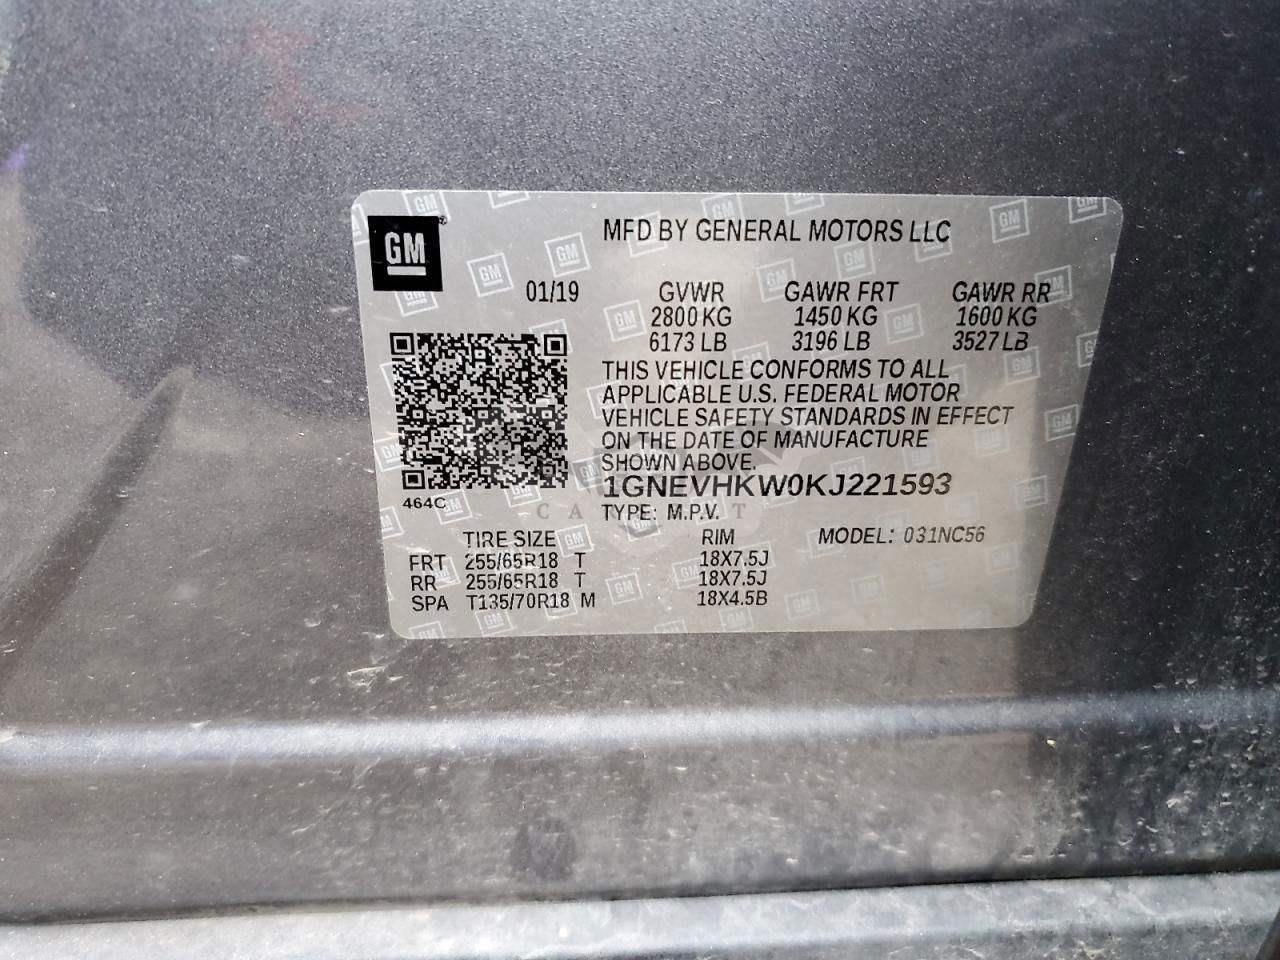 GM
MFD BY GENERAL MOTORS LLC
01/19 GVWR GAWR FRT GAWR RR
2800 KG 1450 KG 1600 KG
6173 LB 3196 LB 3527 LB
THIS VEHICLE CONFORMS TO ALL
APPLICABLE U.S. FEDERAL MOTOR
VEHICLE SAFETY STANDARDS IN EFFECT
ON THE DATE OF MANUFACTURE
SHOWN ABOVE.
1GNEVHKW0KJ221593
464C
TYPE: M.P.V.
TIRE SIZE RIM MODEL: 031NC56
FRT 255/65R18 T 18X7.5J
RR 255/65R18 T 18X7.5J
SPA T135/70R18 M 18X4.5B